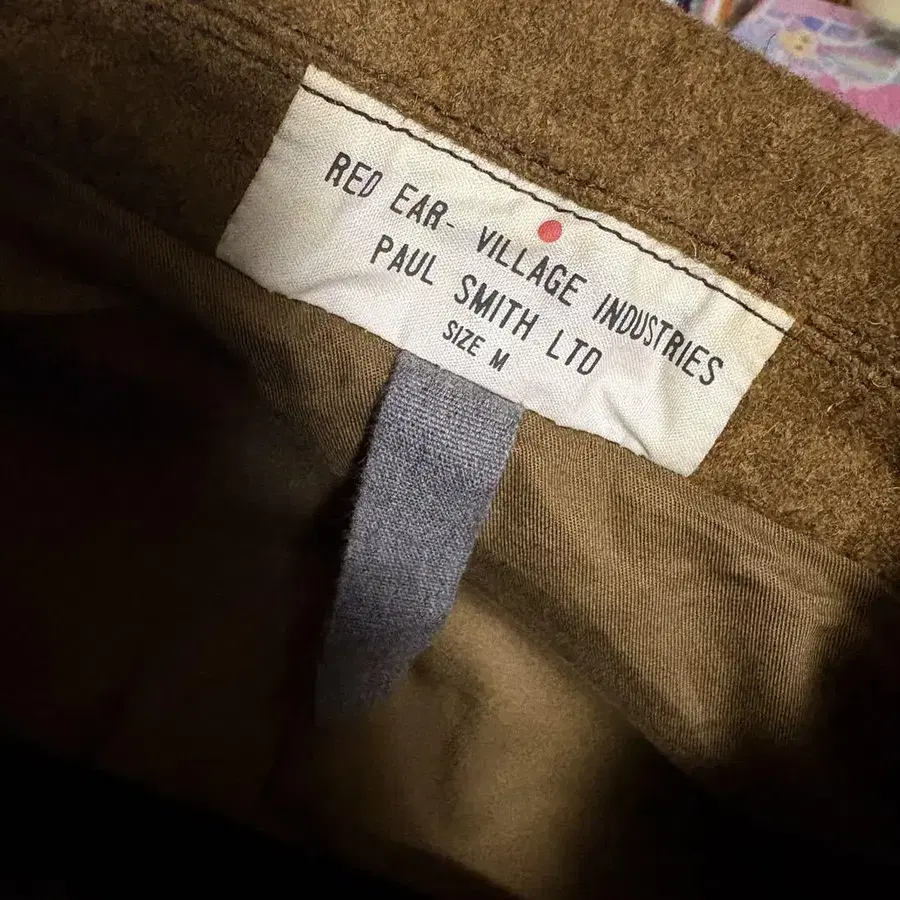 RED EAR- VILLAGE INDUSTRIES
PAUL SMITH LTD
SIZE M